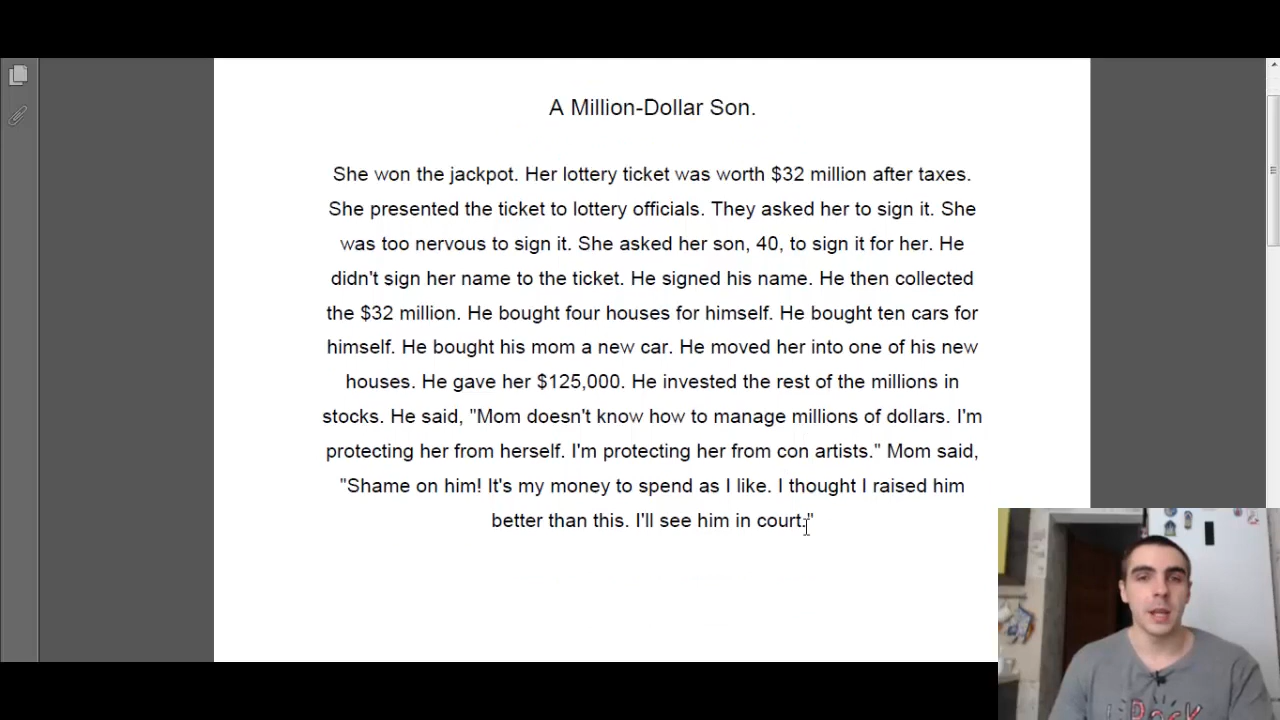 A Million-Dollar Son.
She won the jackpot. Her lottery ticket was worth $32 million after taxes.
She presented the ticket to lottery officials. They asked her to sign it. She
was too nervous to sign it. She asked her son, 40, to sign it for her. He
didn't sign her name to the ticket. He signed his name. He then collected
the $32 million. He bought four houses for himself. He bought ten cars for
himself. He bought his mom a new car. He moved her into one of his new
houses. He gave her $125,000. He invested the rest of the millions in
stocks. He said, "Mom doesn't know how to manage millions of dollars. I'm
protecting her from herself. I'm protecting her from con artists." Mom said,
"Shame on him! It's my money to spend as I like. I thought I raised him
better than this. I'll see him in court."